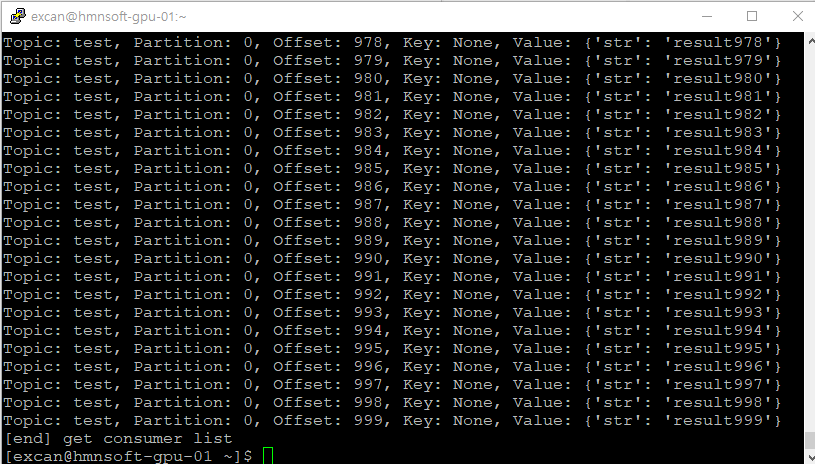 excan@hmnsoft-gpu-01:~
Topic: test, Partition: 0, Offset: 978, Key: None, Value: {'str': 'result978'}
Topic: test, Partition: 0, Offset: 979, Key: None, Value: {'str': 'result979'}
Topic: test, Partition: 0, Offset: 980, Key: None, Value: {'str': 'result980'}
Topic: test, Partition: 0, Offset: 981, Key: None, Value: {'str': 'result981'}
Topic: test, Partition: 0, Offset: 982, Key: None, Value: {'str': 'result982'}
Topic: test, Partition: 0, Offset: 983, Key: None, Value: {'str': 'result983'}
Topic: test, Partition: 0, Offset: 984, Key: None, Value: {'str': 'result984'}
Topic: test, Partition: 0, Offset: 985, Key: None, Value: {'str': 'result985'}
Topic: test, Partition: 0, Offset: 986, Key: None, Value: {'str': 'result986'}
Topic: test, Partition: 0, Offset: 987, Key: None, Value: {'str': 'result987'}
Topic: test, Partition: 0, Offset: 988, Key: None, Value: {'str': 'result988'}
Topic: test, Partition: 0, Offset: 989, Key: None, Value: {'str': 'result989'}
Topic: test, Partition: 0, Offset: 990, Key: None, Value: {'str': 'result990'}
Topic: test, Partition: 0, Offset: 991, Key: None, Value: {'str': 'result991'}
Topic: test, Partition: 0, Offset: 992, Key: None, Value: {'str': 'result992'}
Topic: test, Partition: 0, Offset: 993, Key: None, Value: {'str': 'result993'}
Topic: test, Partition: 0, Offset: 994, Key: None, Value: {'str': 'result994'}
Topic: test, Partition: 0, Offset: 995, Key: None, Value: {'str': 'result995'}
Topic: test, Partition: 0, Offset: 996, Key: None, Value: {'str': 'result996'}
Topic: test, Partition: 0, Offset: 997, Key: None, Value: {'str': 'result997'}
Topic: test, Partition: 0, Offset: 998, Key: None, Value: {'str': 'result998'}
Topic: test, Partition: 0, Offset: 999, Key: None, Value: {'str': 'result999'}
[end] get consumer list
[excan@hmnsoft-gpu-01 ~]$